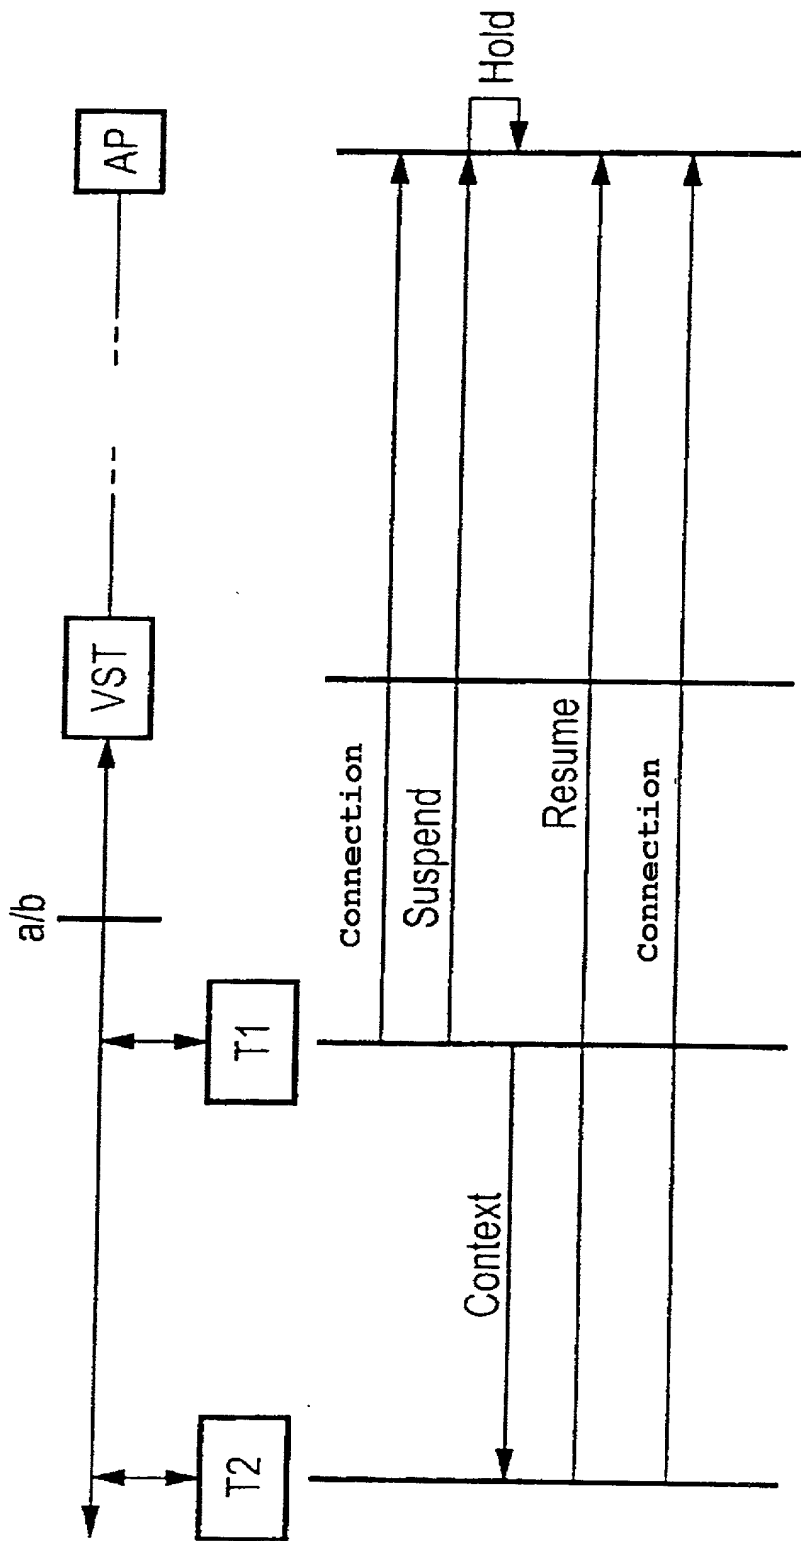 a/b
VST
AP
T2
T1
Connection
Suspend
Hold
Context
Resume
Connection